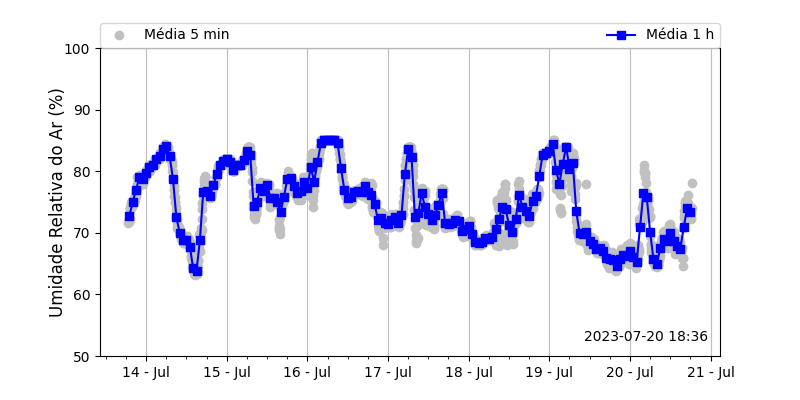 Média 5 min
Média 1 h
Umidade Relativa do Ar (%)
100
90
80
70
60
50
2023-07-20 18:36
14 - Jul
15 - Jul
16 - Jul
17 - Jul
18 - Jul
19 - Jul
20 - Jul
21 - Jul